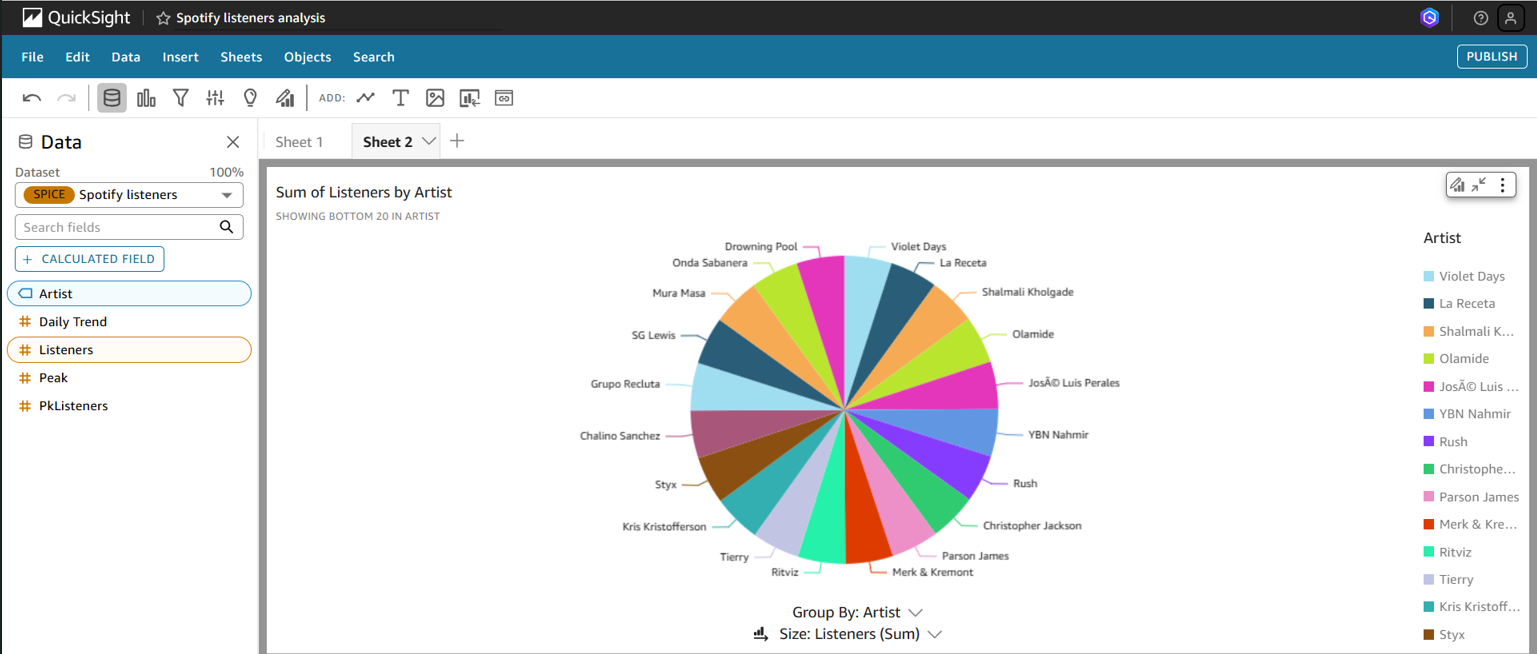 QuickSight
Spotify listeners analysis
File Edit Data Insert Sheets Objects Search
PUBLISH
ADD:
Data
Dataset 100%
SPICE Spotify listeners
Search fields
+ CALCULATED FIELD
Artist
Daily Trend
Listeners
Peak
PkListeners
Sheet 1 Sheet 2
Sum of Listeners by Artist
SHOWING BOTTOM 20 IN ARTIST
Drowning Pool
Violet Days
Onda Sabanera
La Receta
Mura Masa
Shalmali Kholgade
SG Lewis
Olamide
Grupo Recluta
JosÃ© Luis Perales
Chalino Sanchez
YBN Nahmir
Styx
Rush
Kris Kristofferson
Christopher Jackson
Tierry
Parson James
Ritviz
Merk & Kremont
Group By: Artist
Size: Listeners (Sum)
Artist
Violet Days
La Receta
Shalmali K...
Olamide
JosÃ© Luis ...
YBN Nahmir
Rush
Christophe...
Parson James
Merk & Kre...
Ritviz
Tierry
Kris Kristoff...
Styx